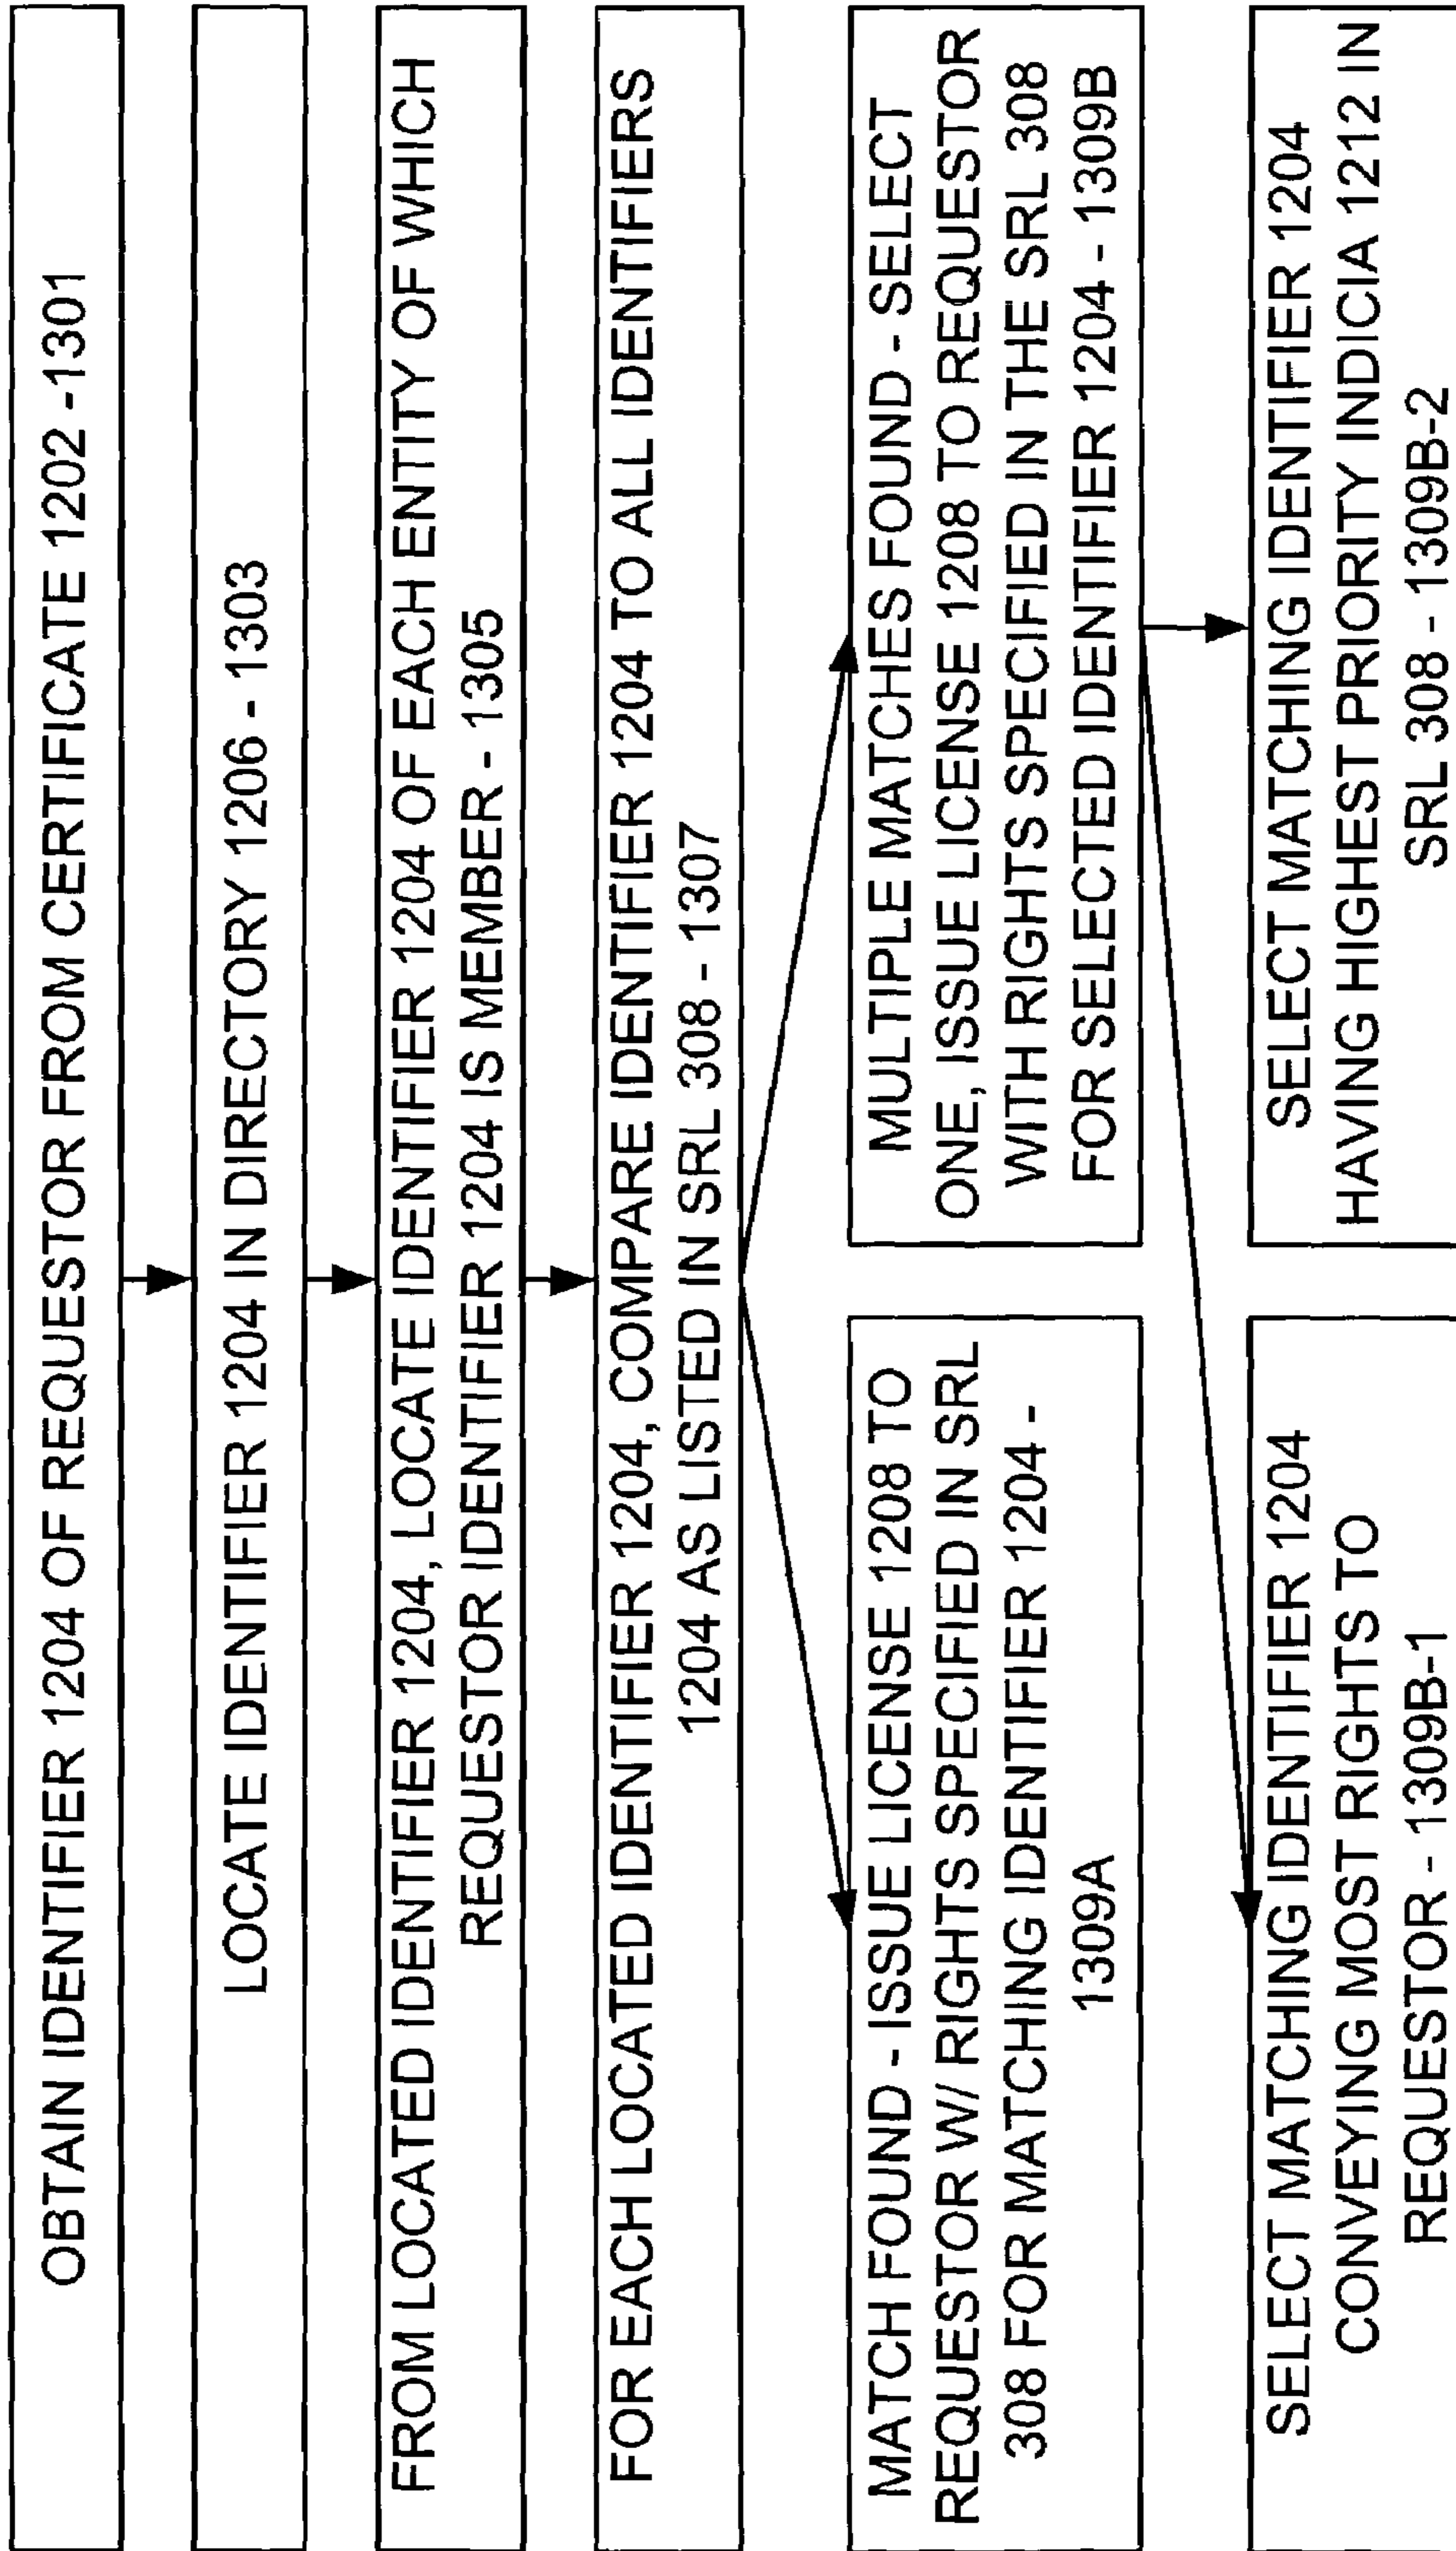 OBTAIN IDENTIFIER 1204 OF REQUESTOR FROM CERTIFICATE 1202 -1301
LOCATE IDENTIFIER 1204 IN DIRECTORY 1206 - 1303
FROM LOCATED IDENTIFIER 1204, LOCATE IDENTIFIER 1204 OF EACH ENTITY OF WHICH
REQUESTOR IDENTIFIER 1204 IS MEMBER - 1305
FOR EACH LOCATED IDENTIFIER 1204, COMPARE IDENTIFIER 1204 TO ALL IDENTIFIERS
1204 AS LISTED IN SRL 308 - 1307
MATCH FOUND - ISSUE LICENSE 1208 TO
REQUESTOR W/ RIGHTS SPECIFIED IN SRL
308 FOR MATCHING IDENTIFIER 1204 -
1309A
MULTIPLE MATCHES FOUND - SELECT
ONE, ISSUE LICENSE 1208 TO REQUESTOR
WITH RIGHTS SPECIFIED IN THE SRL 308
FOR SELECTED IDENTIFIER 1204 - 1309B
SELECT MATCHING IDENTIFIER 1204
CONVEYING MOST RIGHTS TO
REQUESTOR - 1309B-1
SELECT MATCHING IDENTIFIER 1204
HAVING HIGHEST PRIORITY INDICIA 1212 IN
SRL 308 - 1309B-2